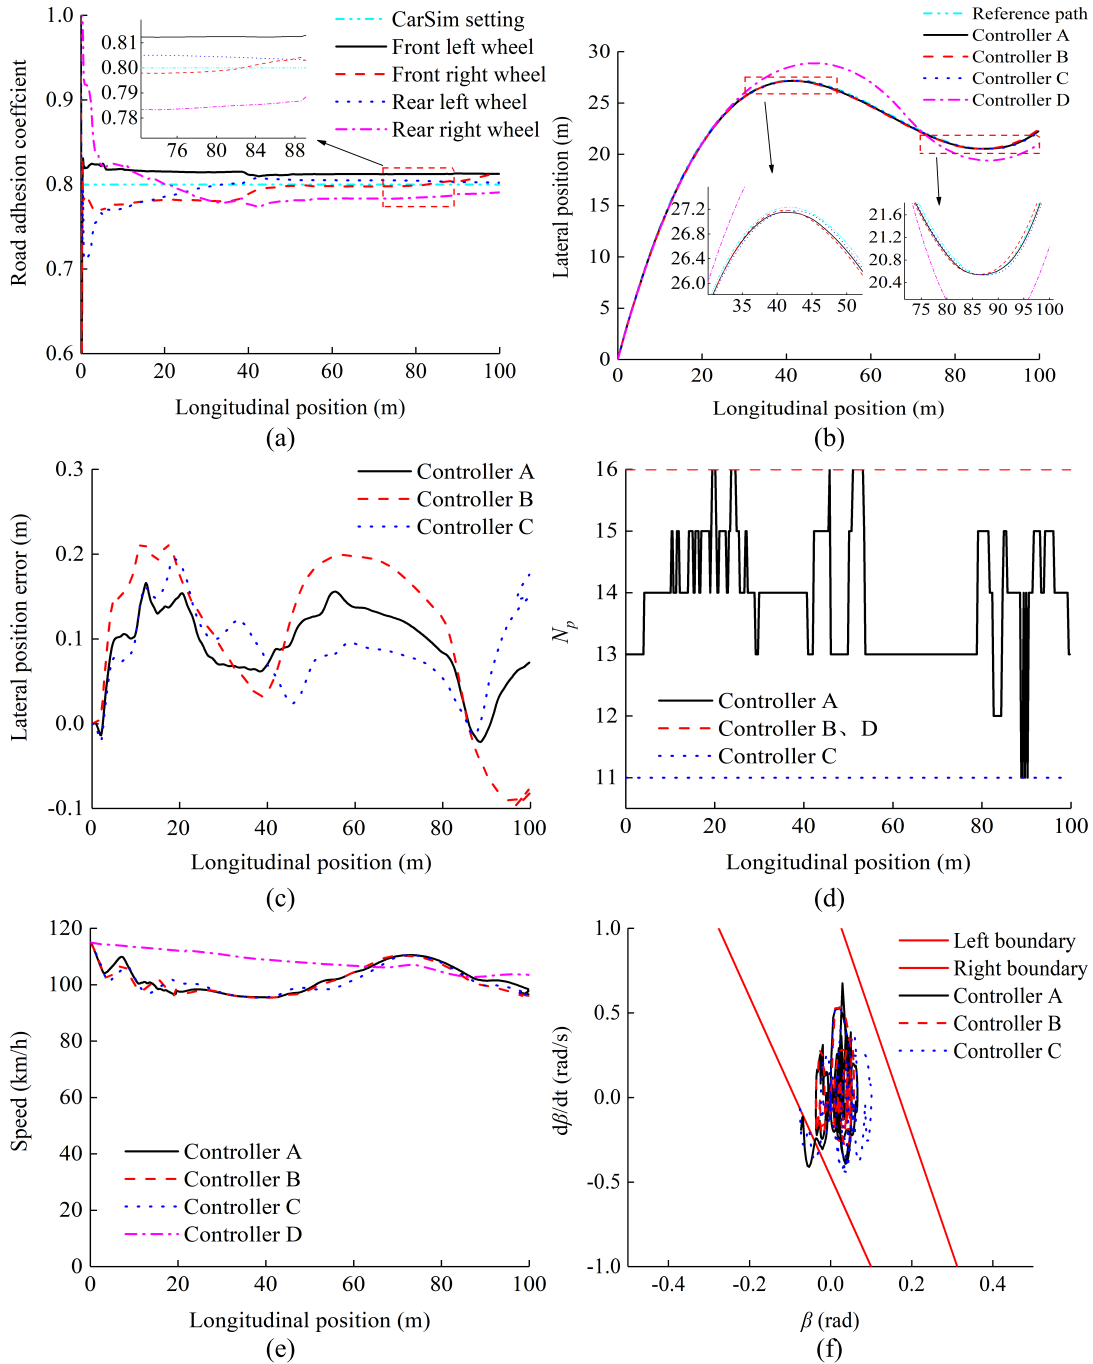 1.0
0.9
0.8
0.7
0.6
Road adhesion coeffcient
0.81
0.80
0.79
0.78
76 80 84 88
CarSim setting
Front left wheel
Front right wheel
Rear left wheel
Rear right wheel
0 20 40 60 80 100
Longitudinal position (m)
(a)
Reference path
Controller A
Controller B
Controller C
Controller D
30
25
20
15
10
5
0
Lateral position (m)
27.2
26.8
26.4
26.0
35 40 45 50
21.6
21.2
20.8
20.4
75 80 85 90 95 100
0 20 40 60 80 100
Longitudinal position (m)
(b)
0.3
0.2
0.1
0.0
-0.1
Lateral position error (m)
Controller A
Controller B
Controller C
0 20 40 60 80 100
Longitudinal position (m)
(c)
16
15
14
13
12
11
Np
Controller A
Controller B、D
Controller C
0 20 40 60 80 100
Longitudinal position (m)
(d)
120
100
80
60
40
20
0
Speed (km/h)
Controller A
Controller B
Controller C
Controller D
0 20 40 60 80 100
Longitudinal position (m)
(e)
1.0
0.5
0.0
-0.5
-1.0
dβ/dt (rad/s)
Left boundary
Right boundary
Controller A
Controller B
Controller C
-0.4 -0.2 0.0 0.2 0.4
β (rad)
(f)